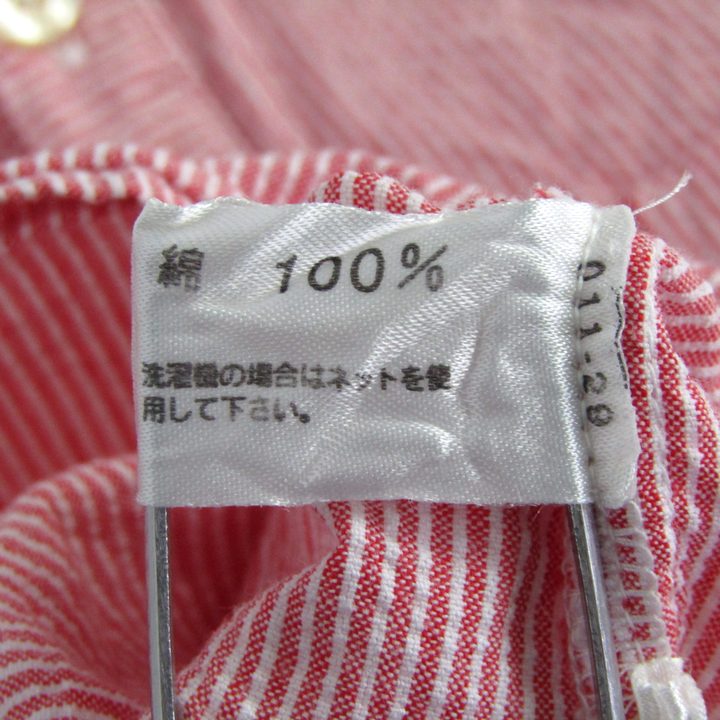 綿 100%
洗濯機の場合はネットを使
用して下さい。
011-29